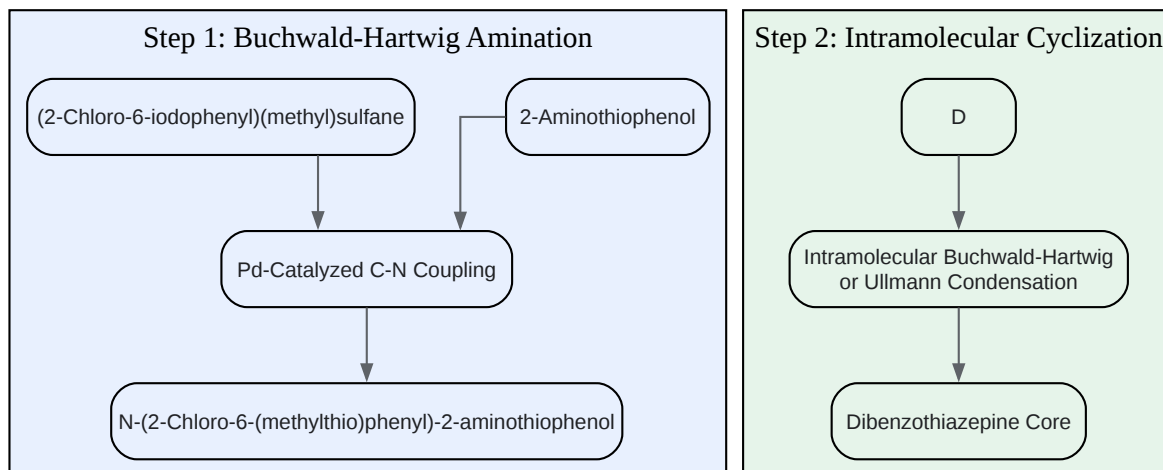 Step 1: Buchwald-Hartwig Amination
(2-Chloro-6-iodophenyl)(methyl)sulfane
2-Aminothiophenol
Pd-Catalyzed C-N Coupling
N-(2-Chloro-6-(methylthio)phenyl)-2-aminothiophenol
Step 2: Intramolecular Cyclization
D
Intramolecular Buchwald-Hartwig
or Ullmann Condensation
Dibenzothiazepine Core